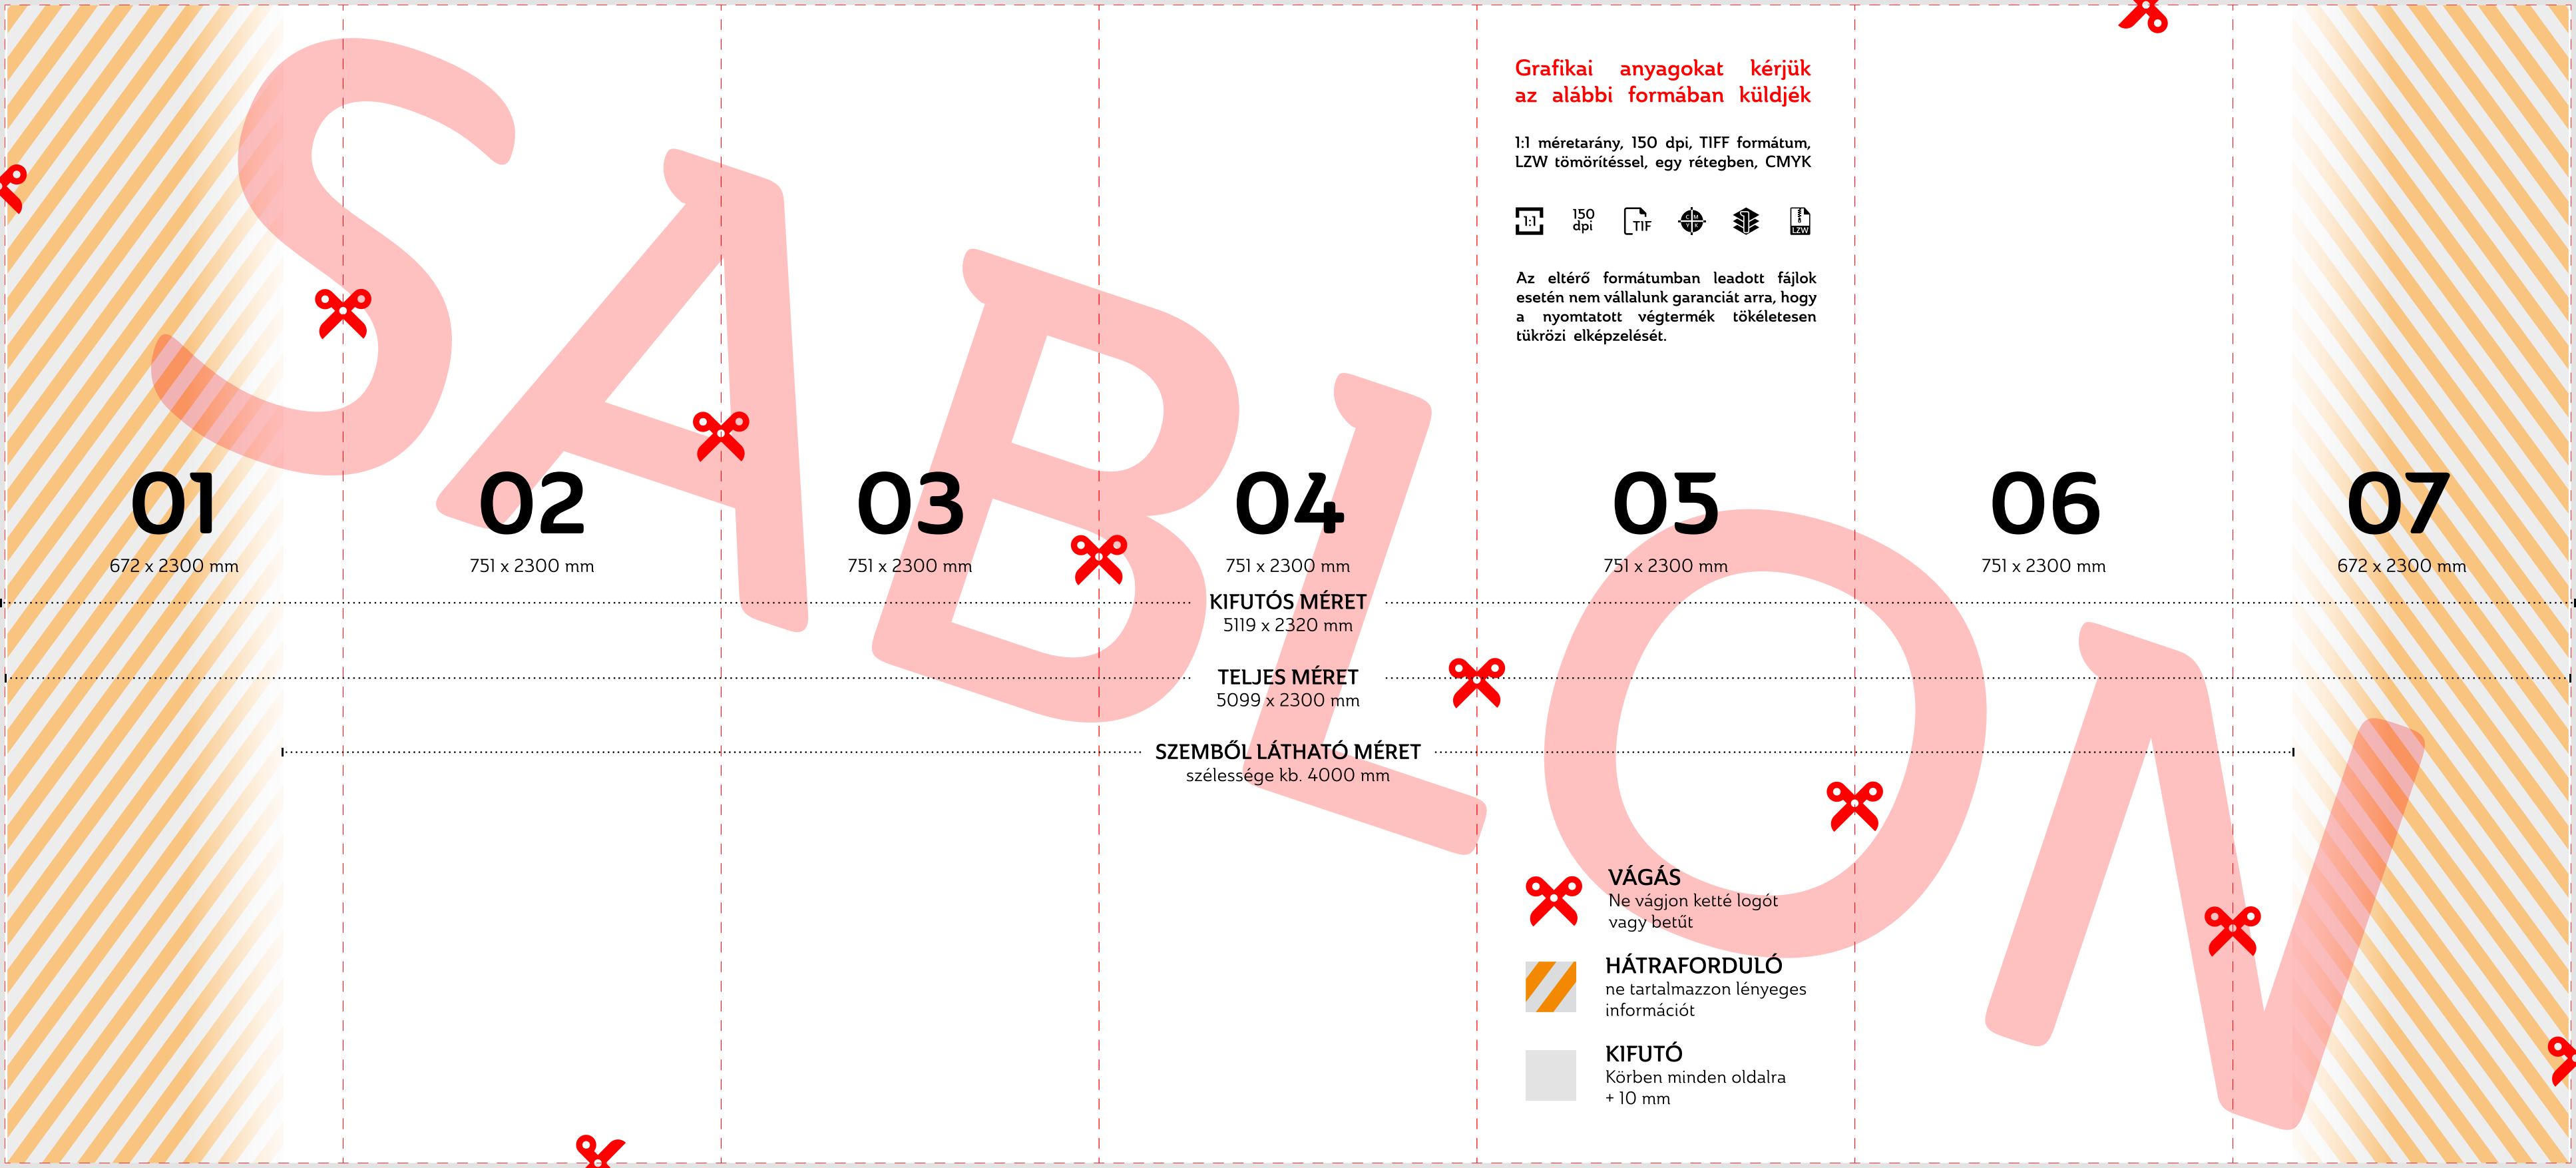 SABLON
Grafikai anyagokat kérjük
az alábbi formában küldjék
1:1 méretarány, 150 dpi, TIFF formátum,
LZW tömörítéssel, egy rétegben, CMYK
1:1
150
dpi
TIF
C M
Y K
1
LZW
Az eltérő formátumban leadott fájlok
esetén nem vállalunk garanciát arra, hogy
a nyomtatott végtermék tökéletesen
tükrözi elképzelését.
01
672 x 2300 mm
02
751 x 2300 mm
03
751 x 2300 mm
04
751 x 2300 mm
05
751 x 2300 mm
06
751 x 2300 mm
07
672 x 2300 mm
KIFUTÓS MÉRET
5119 x 2320 mm
TELJES MÉRET
5099 x 2300 mm
SZEMBŐL LÁTHATÓ MÉRET
szélessége kb. 4000 mm
VÁGÁS
Ne vágjon ketté logót
vagy betűt
HÁTRAFORDULÓ
ne tartalmazzon lényeges
információt
KIFUTÓ
Körben minden oldalra
+ 10 mm